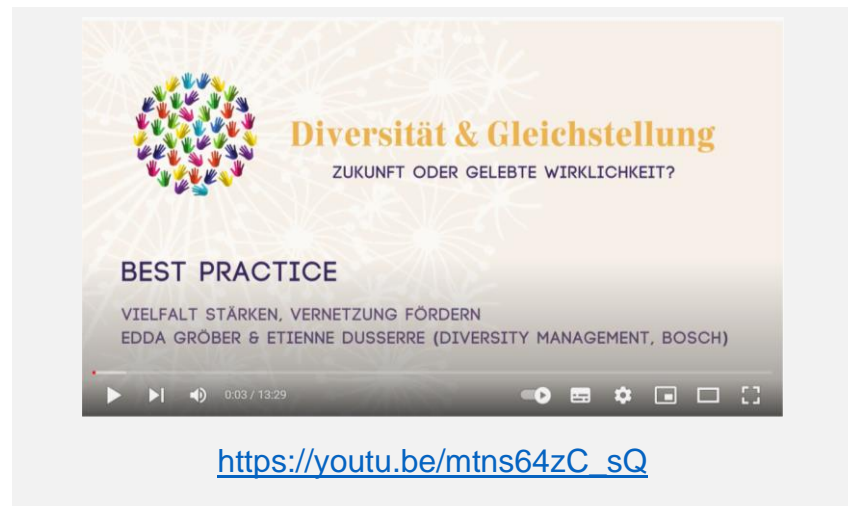 Diversität & Gleichstellung
ZUKUNFT ODER GELEBTE WIRKLICHKEIT?
BEST PRACTICE
VIELFALT STÄRKEN, VERNETZUNG FÖRDERN
EDDA GRÖBER & ETIENNE DUSSERRE (DIVERSITY MANAGEMENT, BOSCH)
0:03 / 13:29
https://youtu.be/mtns64zC_sQ